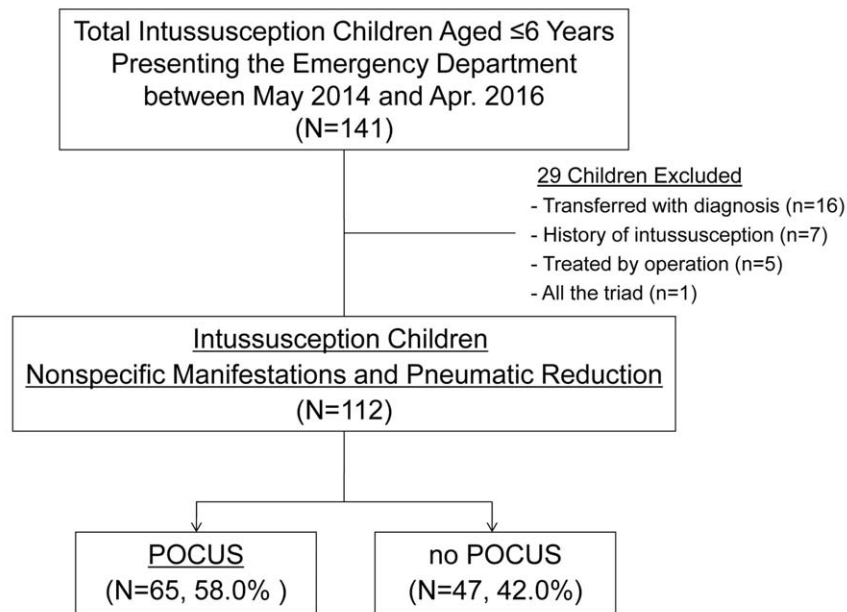 Total Intussusception Children Aged ≤6 Years
Presenting the Emergency Department
between May 2014 and Apr. 2016
(N=141)
29 Children Excluded
- Transferred with diagnosis (n=16)
- History of intussusception (n=7)
- Treated by operation (n=5)
- All the triad (n=1)
Intussusception Children
Nonspecific Manifestations and Pneumatic Reduction
(N=112)
POCUS
(N=65, 58.0% )
no POCUS
(N=47, 42.0%)